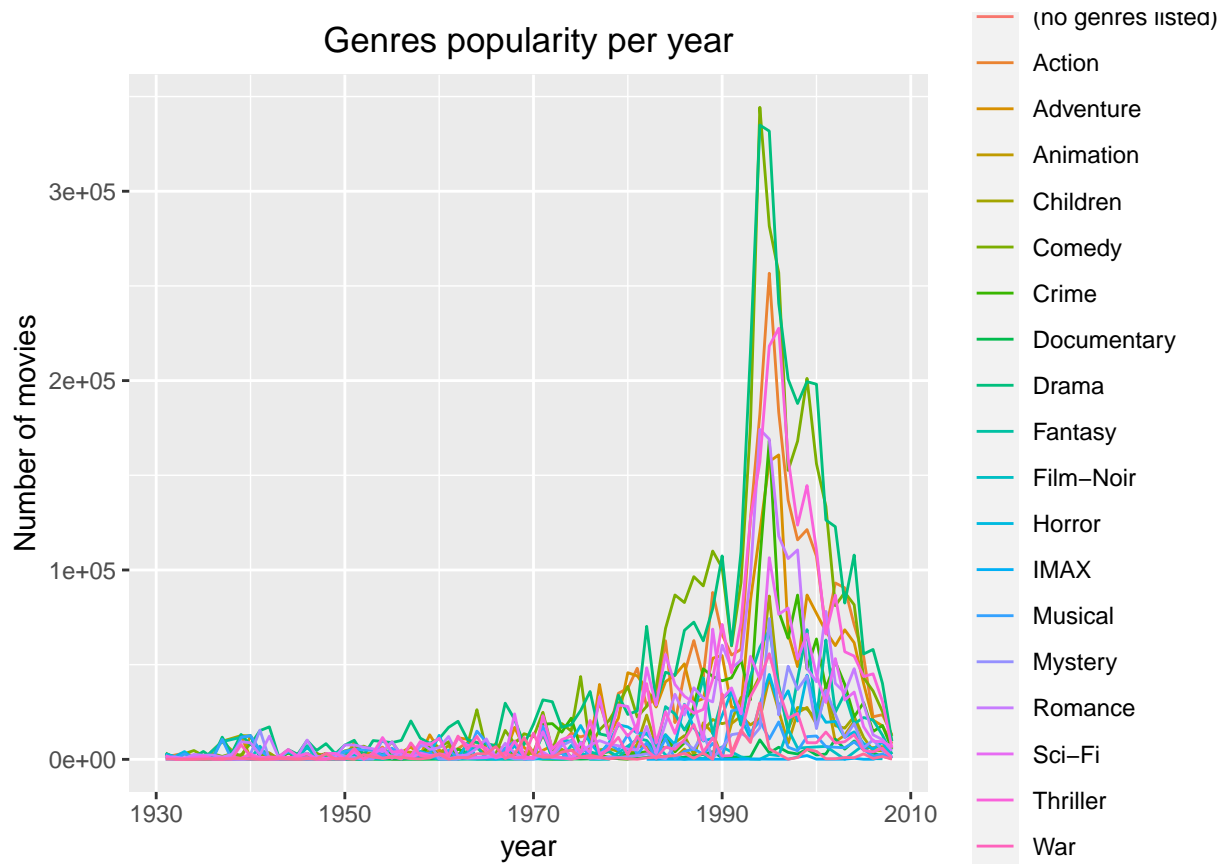 Genres popularity per year
Number of movies
3e+05
2e+05
1e+05
0e+00
1930 1950 1970 1990 2010
year
(no genres listed)
Action
Adventure
Animation
Children
Comedy
Crime
Documentary
Drama
Fantasy
Film−Noir
Horror
IMAX
Musical
Mystery
Romance
Sci−Fi
Thriller
War